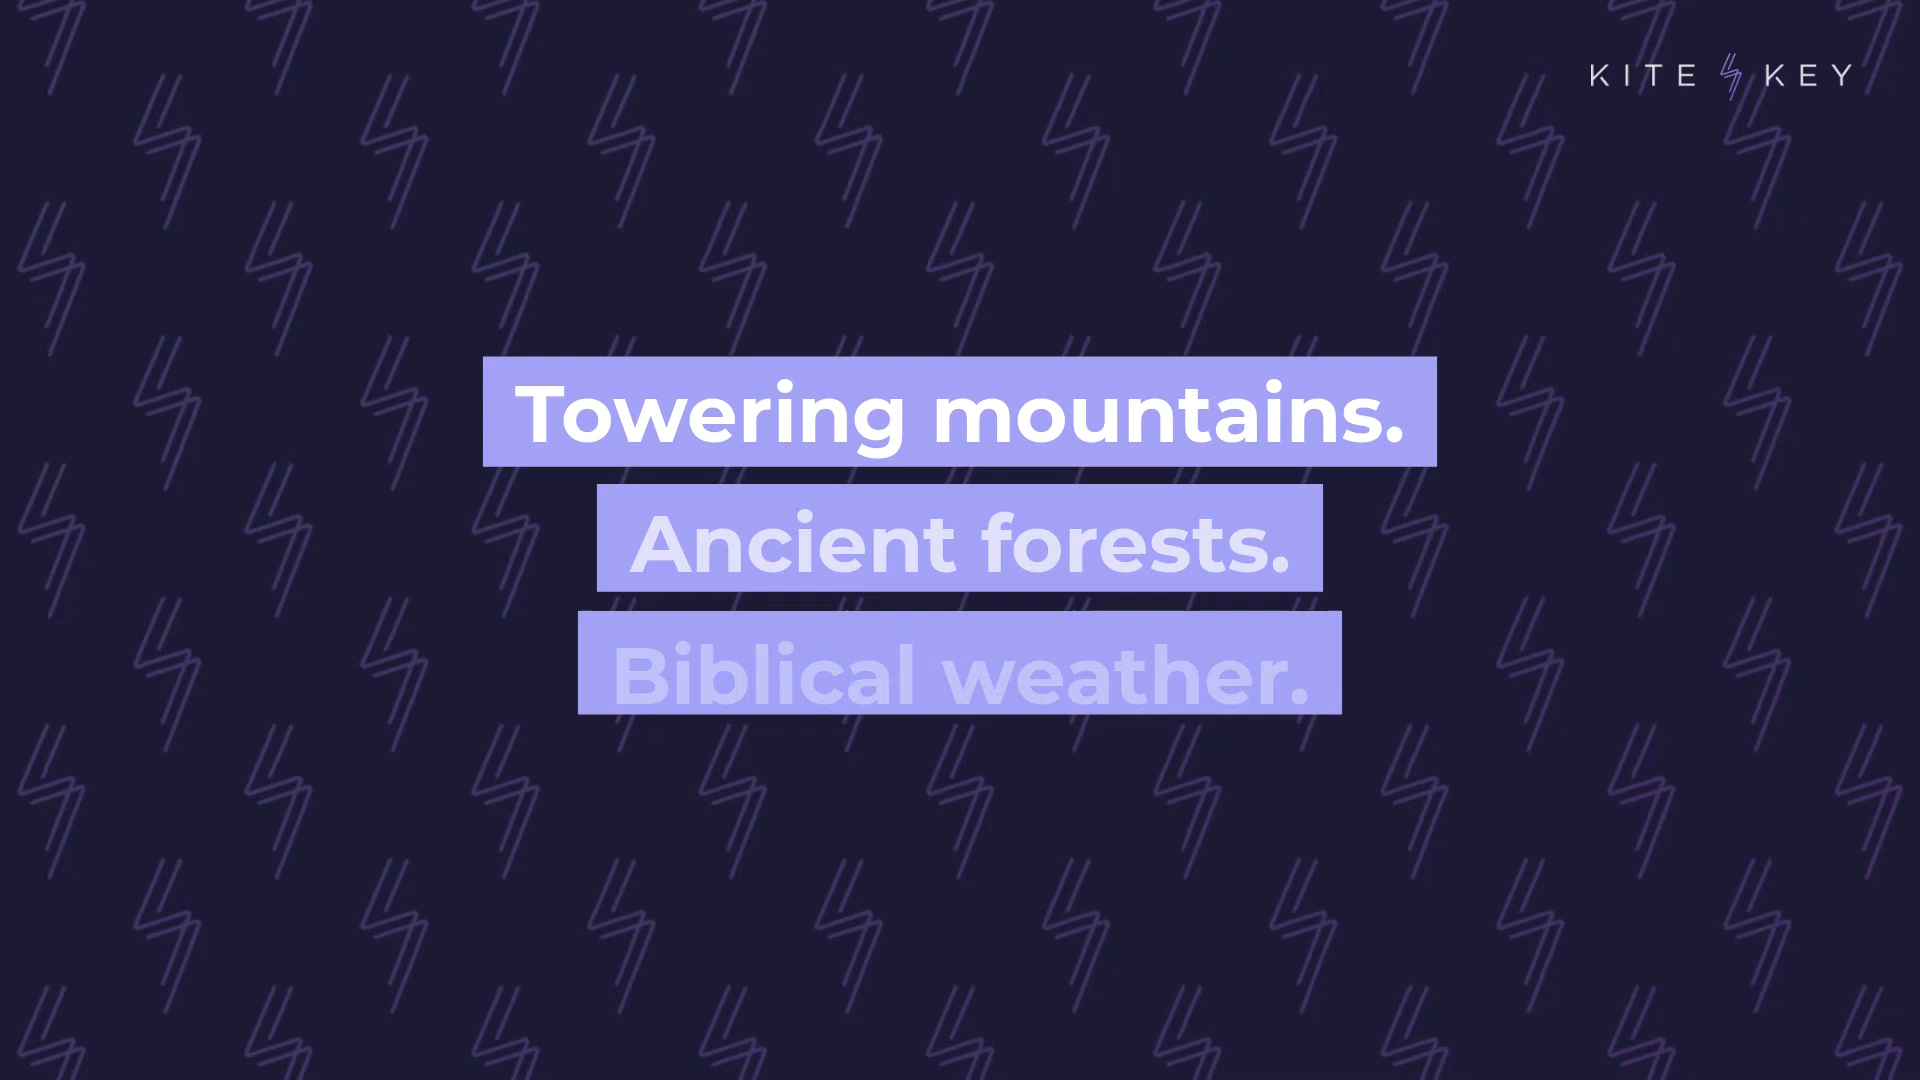 KITE KEY
Towering mountains.
Ancient forests.
Biblical weather.